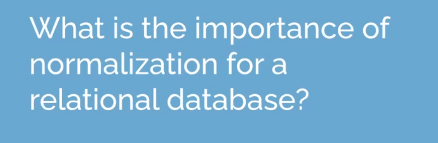 What is the importance of
normalization for a
relational database?